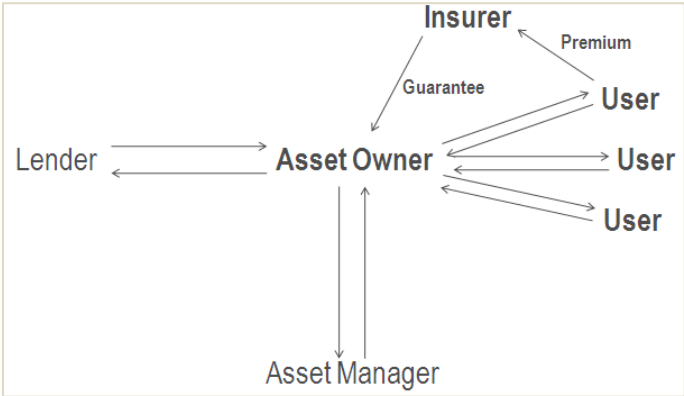 Insurer
Premium
Guarantee
User
Lender
Asset Owner
User
User
Asset Manager